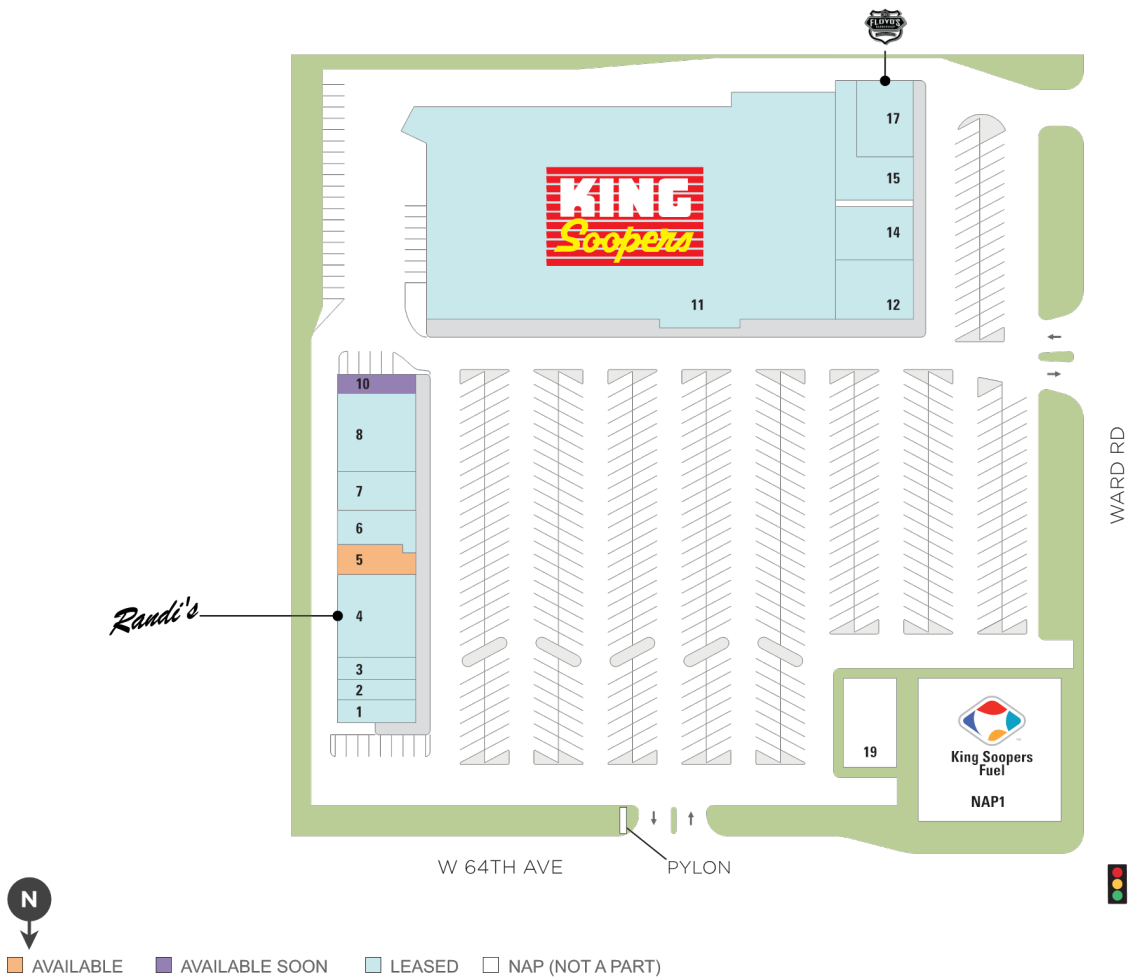 FLOYD'S
17
KING
Soopers
15
14
11
12
10
8
7
6
5
Randi's
4
3
2
1
WARD RD
19
King Soopers
Fuel
NAP1
W 64TH AVE
PYLON
N
AVAILABLE
AVAILABLE SOON
LEASED
NAP (NOT A PART)